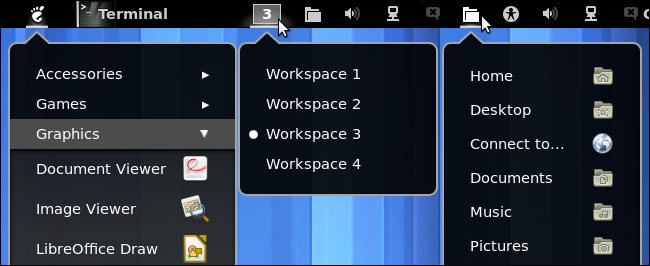 Terminal
3
Accessories
Games
Graphics
Document Viewer
Image Viewer
LibreOffice Draw
Workspace 1
Workspace 2
Workspace 3
Workspace 4
Home
Desktop
Connect to...
Documents
Music
Pictures